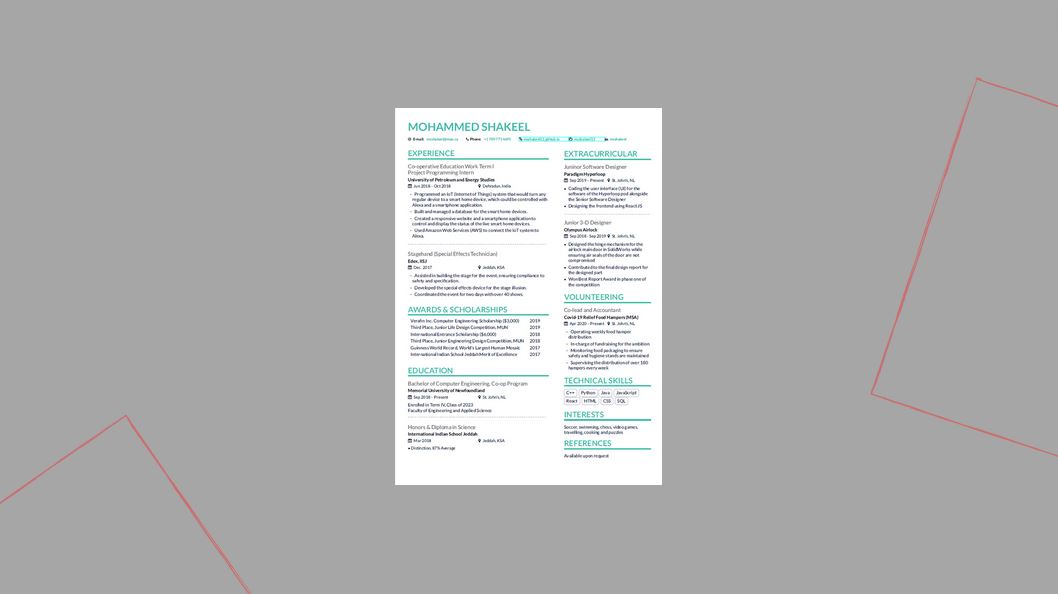 MOHAMMED SHAKEEL
E-mail
Phone
EXPERIENCE
Co-operative Education Work Term I
Project Programming Intern
University of Petroleum and Energy Studies
Jun 2018 - Oct 2018 Dehradun, India
– Programmed an IoT (Internet of Things) system that would turn any
regular device to a smart home device, which could be controlled with
Alexa and a smartphone application.
– Built and managed a database for the smart home devices.
– Created a responsive website and a smartphone application to
control and display the status of the live smart home devices.
– Used Amazon Web Services (AWS) to connect the IoT system to
Alexa.
Stagehand (Special Effects Technician)
Edex, IISJ
Dec. 2017 Jeddah, KSA
– Assisted in building the stage for the event, ensuring compliance to
safety and specification.
– Developed the special effects device for the stage illusion.
– Coordinated the event for two days with over 40 shows.
AWARDS & SCHOLARSHIPS
Verafin Inc. Computer Engineering Scholarship ($3,000) 2019
Third Place, Junior Life Design Competition, MUN 2019
International Entrance Scholarship ($6,000) 2018
Third Place, Junior Engineering Design Competition, MUN 2018
Guinness World Record, World's Largest Human Mosaic 2017
International Indian School Jeddah Merit of Excellence 2017
EDUCATION
Bachelor of Computer Engineering, Co-op Program
Memorial University of Newfoundland
Sep 2018 - Present St. John's, NL
Enrolled in Term IV, Class of 2023
Faculty of Engineering and Applied Science
Honors & Diploma in Science
International Indian School Jeddah
Mar 2018 Jeddah, KSA
• Distinction, 87% Average
EXTRACURRICULAR
Juninor Software Designer
Paradigm Hyperloop
Sep 2019 - Present St. John's, NL
• Coding the user interface (UI) for the
software of the Hyperloop pod alongside
the Senior Software Designer
• Designing the frontend using React JS
Junior 3-D Designer
Olympus Airlock
Sep 2018 - Sep 2019 St. John's, NL
• Designed the hinge mechanism for the
airlock main door in SolidWorks while
ensuring air seals of the door are not
compromised
• Contributed to the final design report for
the designed part
• Won Best Report Award in phase one of
the competition
VOLUNTEERING
Co-lead and Accountant
Covid-19 Relief Food Hampers (MSA)
Apr 2020 - Present St. John's, NL
– Operating weekly food hamper
distribution
– In charge of fundraising for the ambition
– Monitoring food packaging to ensure
safety and hygiene stands are maintained
– Supervising the distribution of over 160
hampers every week
TECHNICAL SKILLS
C++ Python Java JavaScript
React HTML CSS SQL
INTERESTS
Soccer, swimming, chess, video games,
travelling, cooking and puzzles
REFERENCES
Available upon request